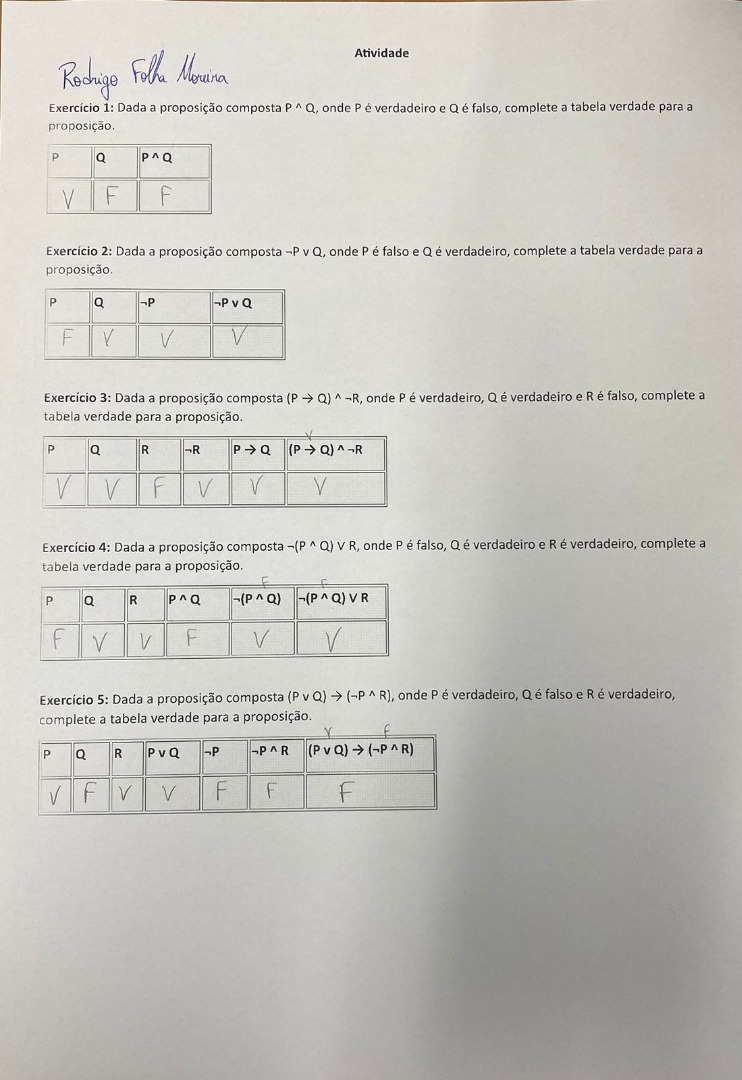 Atividade
Rodrigo Folha Moreira
Exercício 1: Dada a proposição composta P ^ Q, onde P é verdadeiro e Q é falso, complete a tabela verdade para a
proposição.
P Q P ^ Q
V F F
Exercício 2: Dada a proposição composta ¬P v Q, onde P é falso e Q é verdadeiro, complete a tabela verdade para a
proposição.
P Q ¬P ¬P v Q
F V V V
Exercício 3: Dada a proposição composta (P → Q) ^ ¬R, onde P é verdadeiro, Q é verdadeiro e R é falso, complete a
tabela verdade para a proposição.
V
P Q R ¬R P → Q (P → Q) ^ ¬R
V V F V V V
Exercício 4: Dada a proposição composta ¬(P ^ Q) V R, onde P é falso, Q é verdadeiro e R é verdadeiro, complete a
tabela verdade para a proposição.
F F
P Q R P ^ Q ¬(P ^ Q) ¬(P ^ Q) V R
F V V F V V
Exercício 5: Dada a proposição composta (P v Q) → (¬P ^ R), onde P é verdadeiro, Q é falso e R é verdadeiro,
complete a tabela verdade para a proposição.
V F
P Q R P v Q ¬P ¬P ^ R (P v Q) → (¬P ^ R)
V F V V F F F